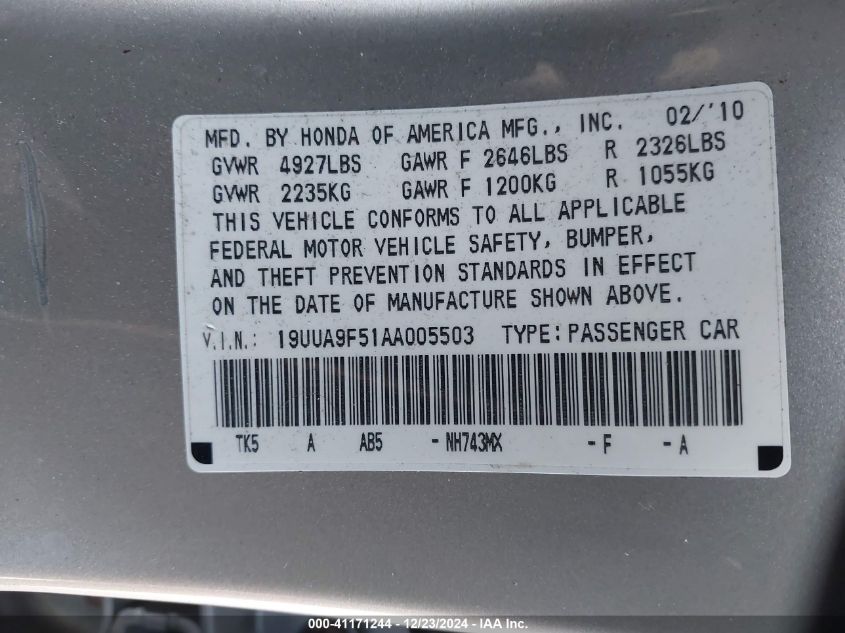 MFD. BY HONDA OF AMERICA MFG., INC. 02/'10
GVWR 4927LBS GAWR F 2646LBS R 2326LBS
GVWR 2235KG GAWR F 1200KG R 1055KG
THIS VEHICLE CONFORMS TO ALL APPLICABLE
FEDERAL MOTOR VEHICLE SAFETY, BUMPER,
AND THEFT PREVENTION STANDARDS IN EFFECT
ON THE DATE OF MANUFACTURE SHOWN ABOVE.
V.I.N.: 19UUA9F51AA005503 TYPE:PASSENGER CAR
TK5 A AB5 -NH743MX -F -A
000-41171244 - 12/23/2024 - IAA Inc.